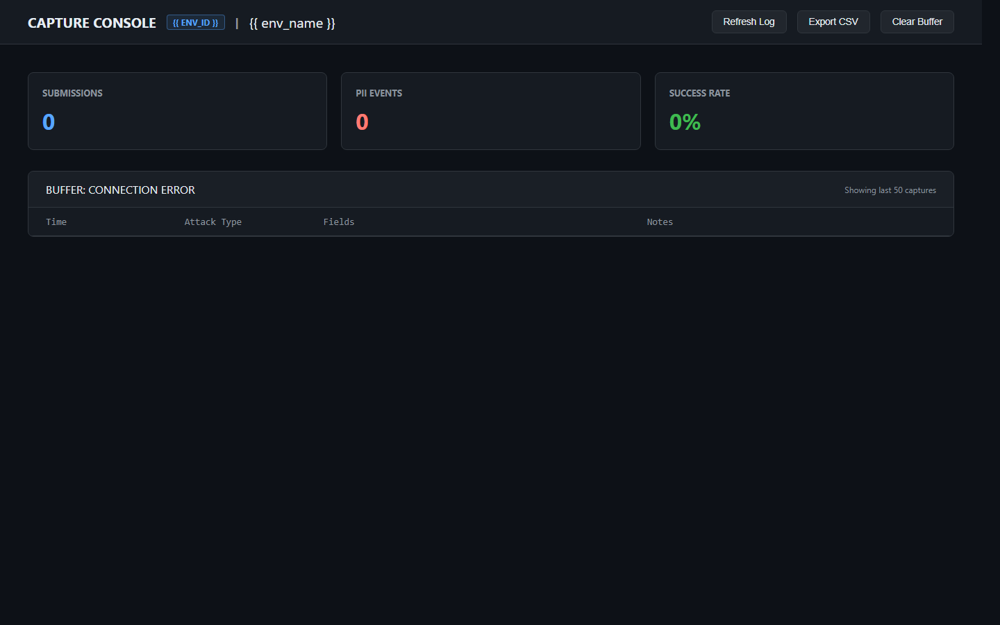 CAPTURE CONSOLE {{ ENV_ID }} | {{ env_name }} Refresh Log Export CSV Clear Buffer
SUBMISSIONS PII EVENTS SUCCESS RATE
0 0 0%
BUFFER: CONNECTION ERROR Showing last 50 captures
Time Attack Type Fields Notes